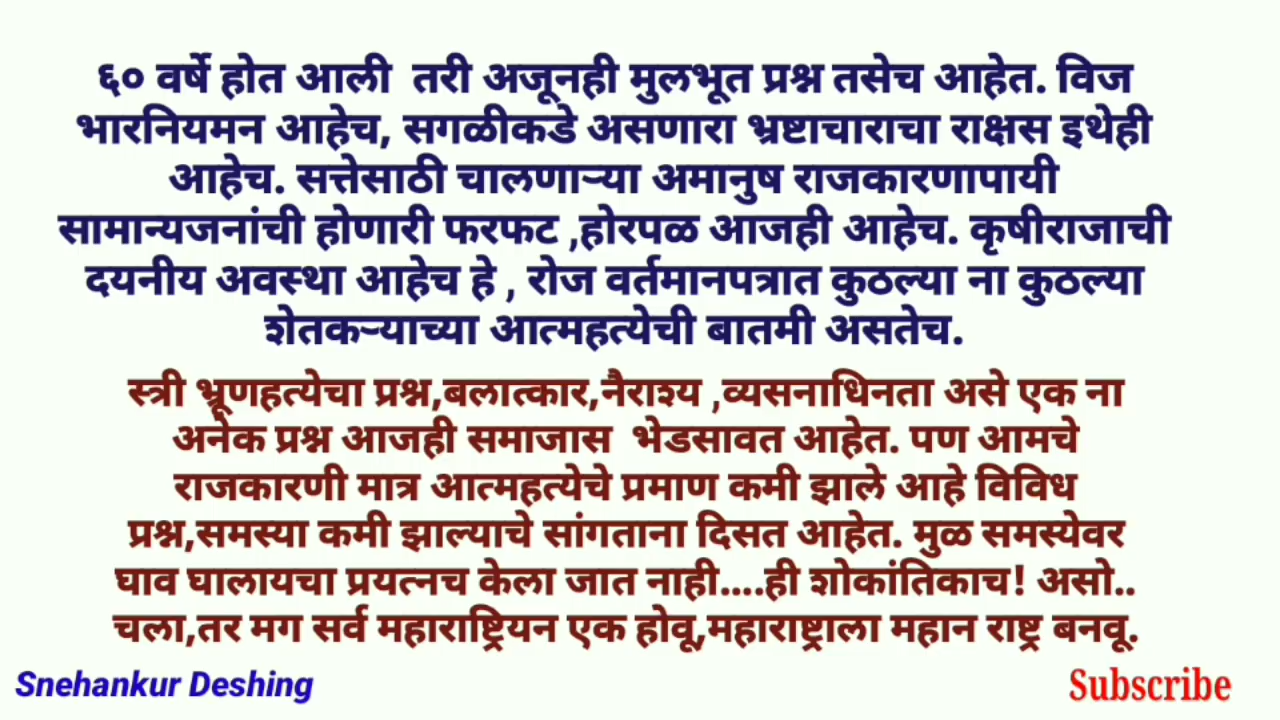 ६० वर्षे होत आली  तरी अजूनही मुलभूत प्रश्न तसेच आहेत. विज
भारनियमन आहेच, सगळीकडे असणारा भ्रष्टाचाराचा राक्षस इथेही
आहेच. सत्तेसाठी चालणाऱ्या अमानुष राजकारणापायी
सामान्यजनांची होणारी फरफट ,होरपळ आजही आहेच. कृषीराजाची
दयनीय अवस्था आहेच हे , रोज वर्तमानपत्रात कुठल्या ना कुठल्या
शेतकऱ्याच्या आत्महत्येची बातमी असतेच.
स्त्री भ्रूणहत्येचा प्रश्न,बलात्कार,नैराश्य ,व्यसनाधिनता असे एक ना
अनेक प्रश्न आजही समाजास  भेडसावत आहेत. पण आमचे
राजकारणी मात्र आत्महत्येचे प्रमाण कमी झाले आहे विविध
प्रश्न,समस्या कमी झाल्याचे सांगताना दिसत आहेत. मुळ समस्येवर
घाव घालायचा प्रयत्नच केला जात नाही....ही शोकांतिकाच! असो..
चला,तर मग सर्व महाराष्ट्रियन एक होवू,महाराष्ट्राला महान राष्ट्र बनवू.
Snehankur Deshing
Subscribe